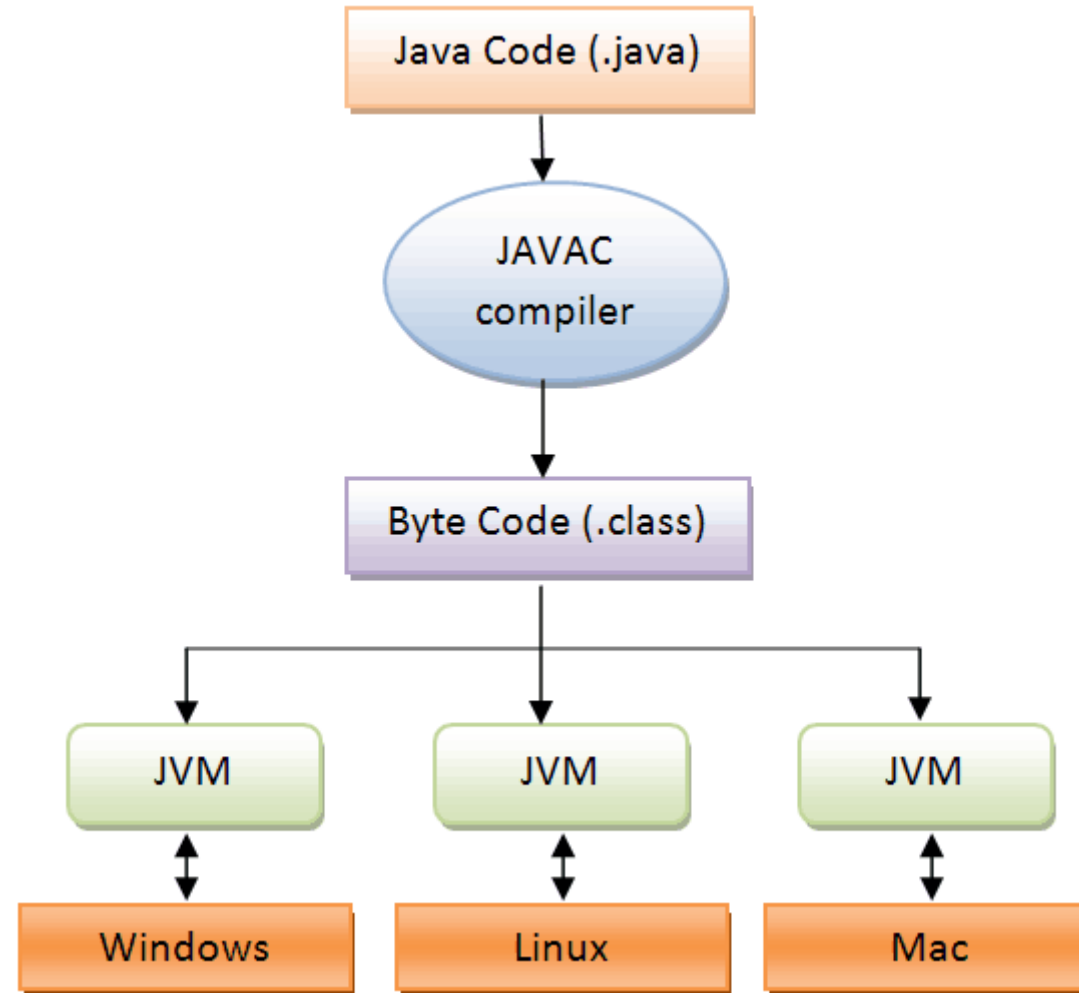 Java Code (.java)
JAVAC
compiler
Byte Code (.class)
JVM
JVM
JVM
Windows
Linux
Mac